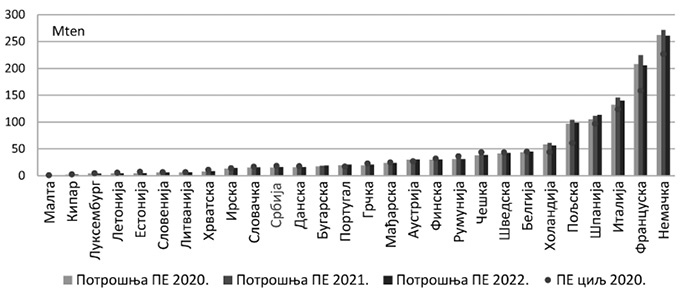 300
Mten
250
200
150
100
50
0
Малта
Кипар
Луксембург
Летонија
Естонија
Словенија
Литванија
Хрватска
Ирска
Словачка
Србија
Данска
Бугарска
Португал
Грчка
Мађарска
Аустрија
Финска
Румунија
Чешка
Шведска
Белгија
Холандија
Пољска
Шпанија
Италија
Француска
Немачка
Потрошња ПЕ 2020. Потрошња ПЕ 2021. Потрошња ПЕ 2022. ПЕ циљ 2020.